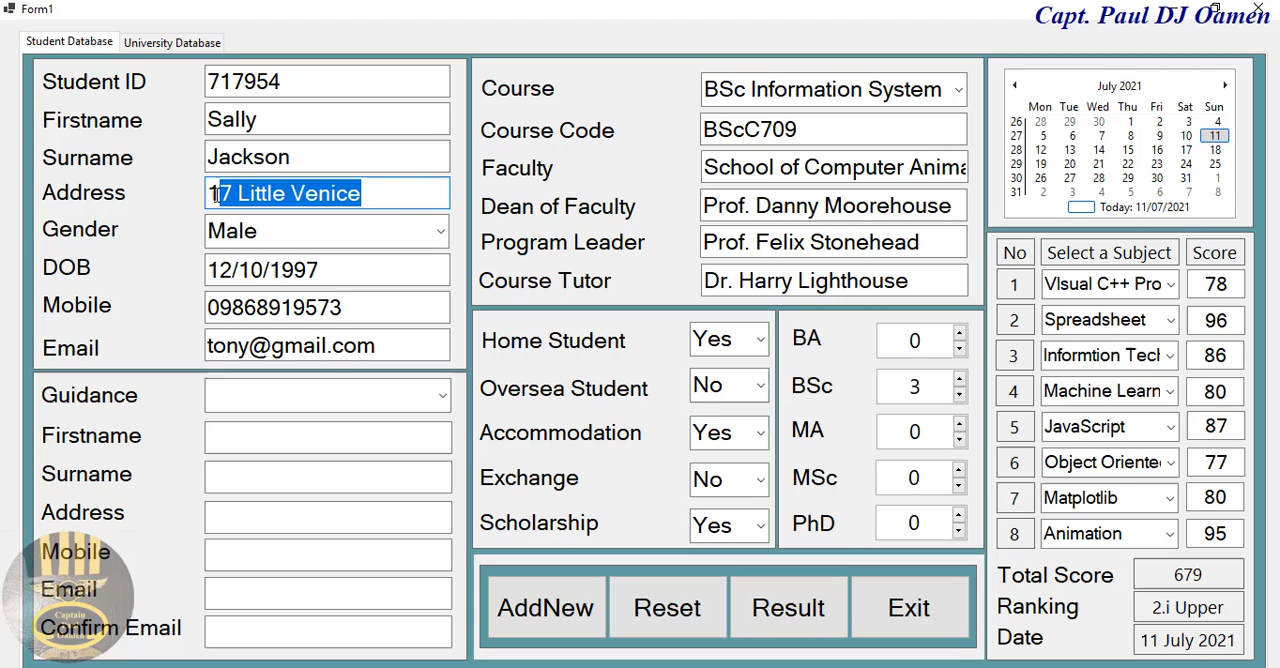 Form1
Capt. Paul DJ Oamen
Student Database
University Database
Student ID
717954
Firstname
Sally
Surname
Jackson
Address
17 Little Venice
Gender
Male
DOB
12/10/1997
Mobile
09868919573
Email
tony@gmail.com
Guidance
Firstname
Surname
Address
Mobile
Email
Confirm Email
Captain
Oamen
Course
BSc Information System
Course Code
BScC709
Faculty
School of Computer Anima
Dean of Faculty
Prof. Danny Moorehouse
Program Leader
Prof. Felix Stonehead
Course Tutor
Dr. Harry Lighthouse
Home Student
Yes
Oversea Student
No
Accommodation
Yes
Exchange
No
Scholarship
Yes
BA
0
BSc
3
MA
0
MSc
0
PhD
0
AddNew
Reset
Result
Exit
July 2021
Mon Tue Wed Thu Fri Sat Sun
26 28 29 30 1 2 3 4
27 5 6 7 8 9 10 11
28 12 13 14 15 16 17 18
29 19 20 21 22 23 24 25
30 26 27 28 29 30 31 1
31 2 3 4 5 6 7 8
Today: 11/07/2021
No Select a Subject Score
1 VIsual C++ Pro 78
2 Spreadsheet 96
3 Informtion Tech 86
4 Machine Learn 80
5 JavaScript 87
6 Object Oriente 77
7 Matplotlib 80
8 Animation 95
Total Score
679
Ranking
2.i Upper
Date
11 July 2021